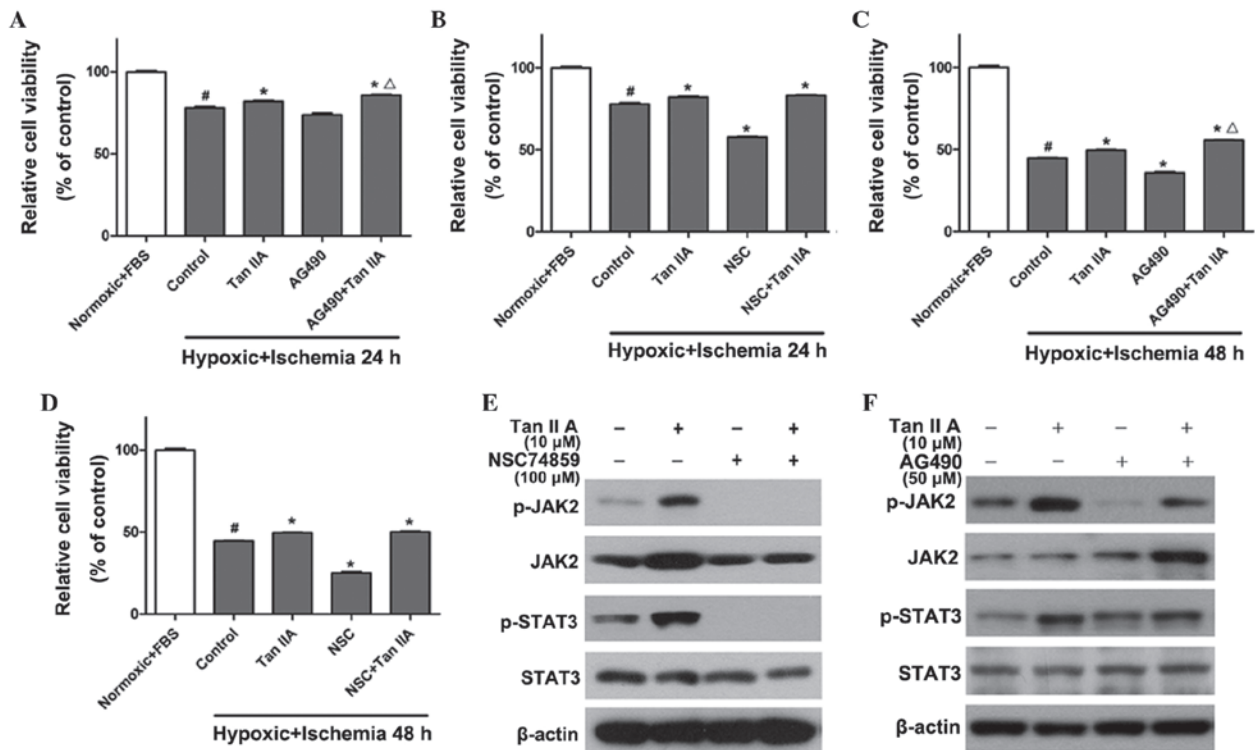 A
Relative cell viability
(% of control)
100
50
0
#
*
* △
Normoxic+FBS
Control
Tan IIA
AG490
AG490+Tan IIA
Hypoxic+Ischemia 24 h
B
Relative cell viability
(% of control)
100
50
0
#
*
*
*
Normoxic+FBS
Control
Tan IIA
NSC
NSC+Tan IIA
Hypoxic+Ischemia 24 h
C
Relative cell viability
(% of control)
100
50
0
#
*
*
* △
Normoxic+FBS
Control
Tan IIA
AG490
AG490+Tan IIA
Hypoxic+Ischemia 48 h
D
Relative cell viability
(% of control)
100
50
0
#
*
*
*
Normoxic+FBS
Control
Tan IIA
NSC
NSC+Tan IIA
Hypoxic+Ischemia 48 h
E
Tan II A − + − +
(10 µM)
NSC74859 − − + +
(100 µM)
p-JAK2
JAK2
p-STAT3
STAT3
β-actin
F
Tan II A − + − +
(10 µM)
AG490 − − + +
(50 µM)
p-JAK2
JAK2
p-STAT3
STAT3
β-actin